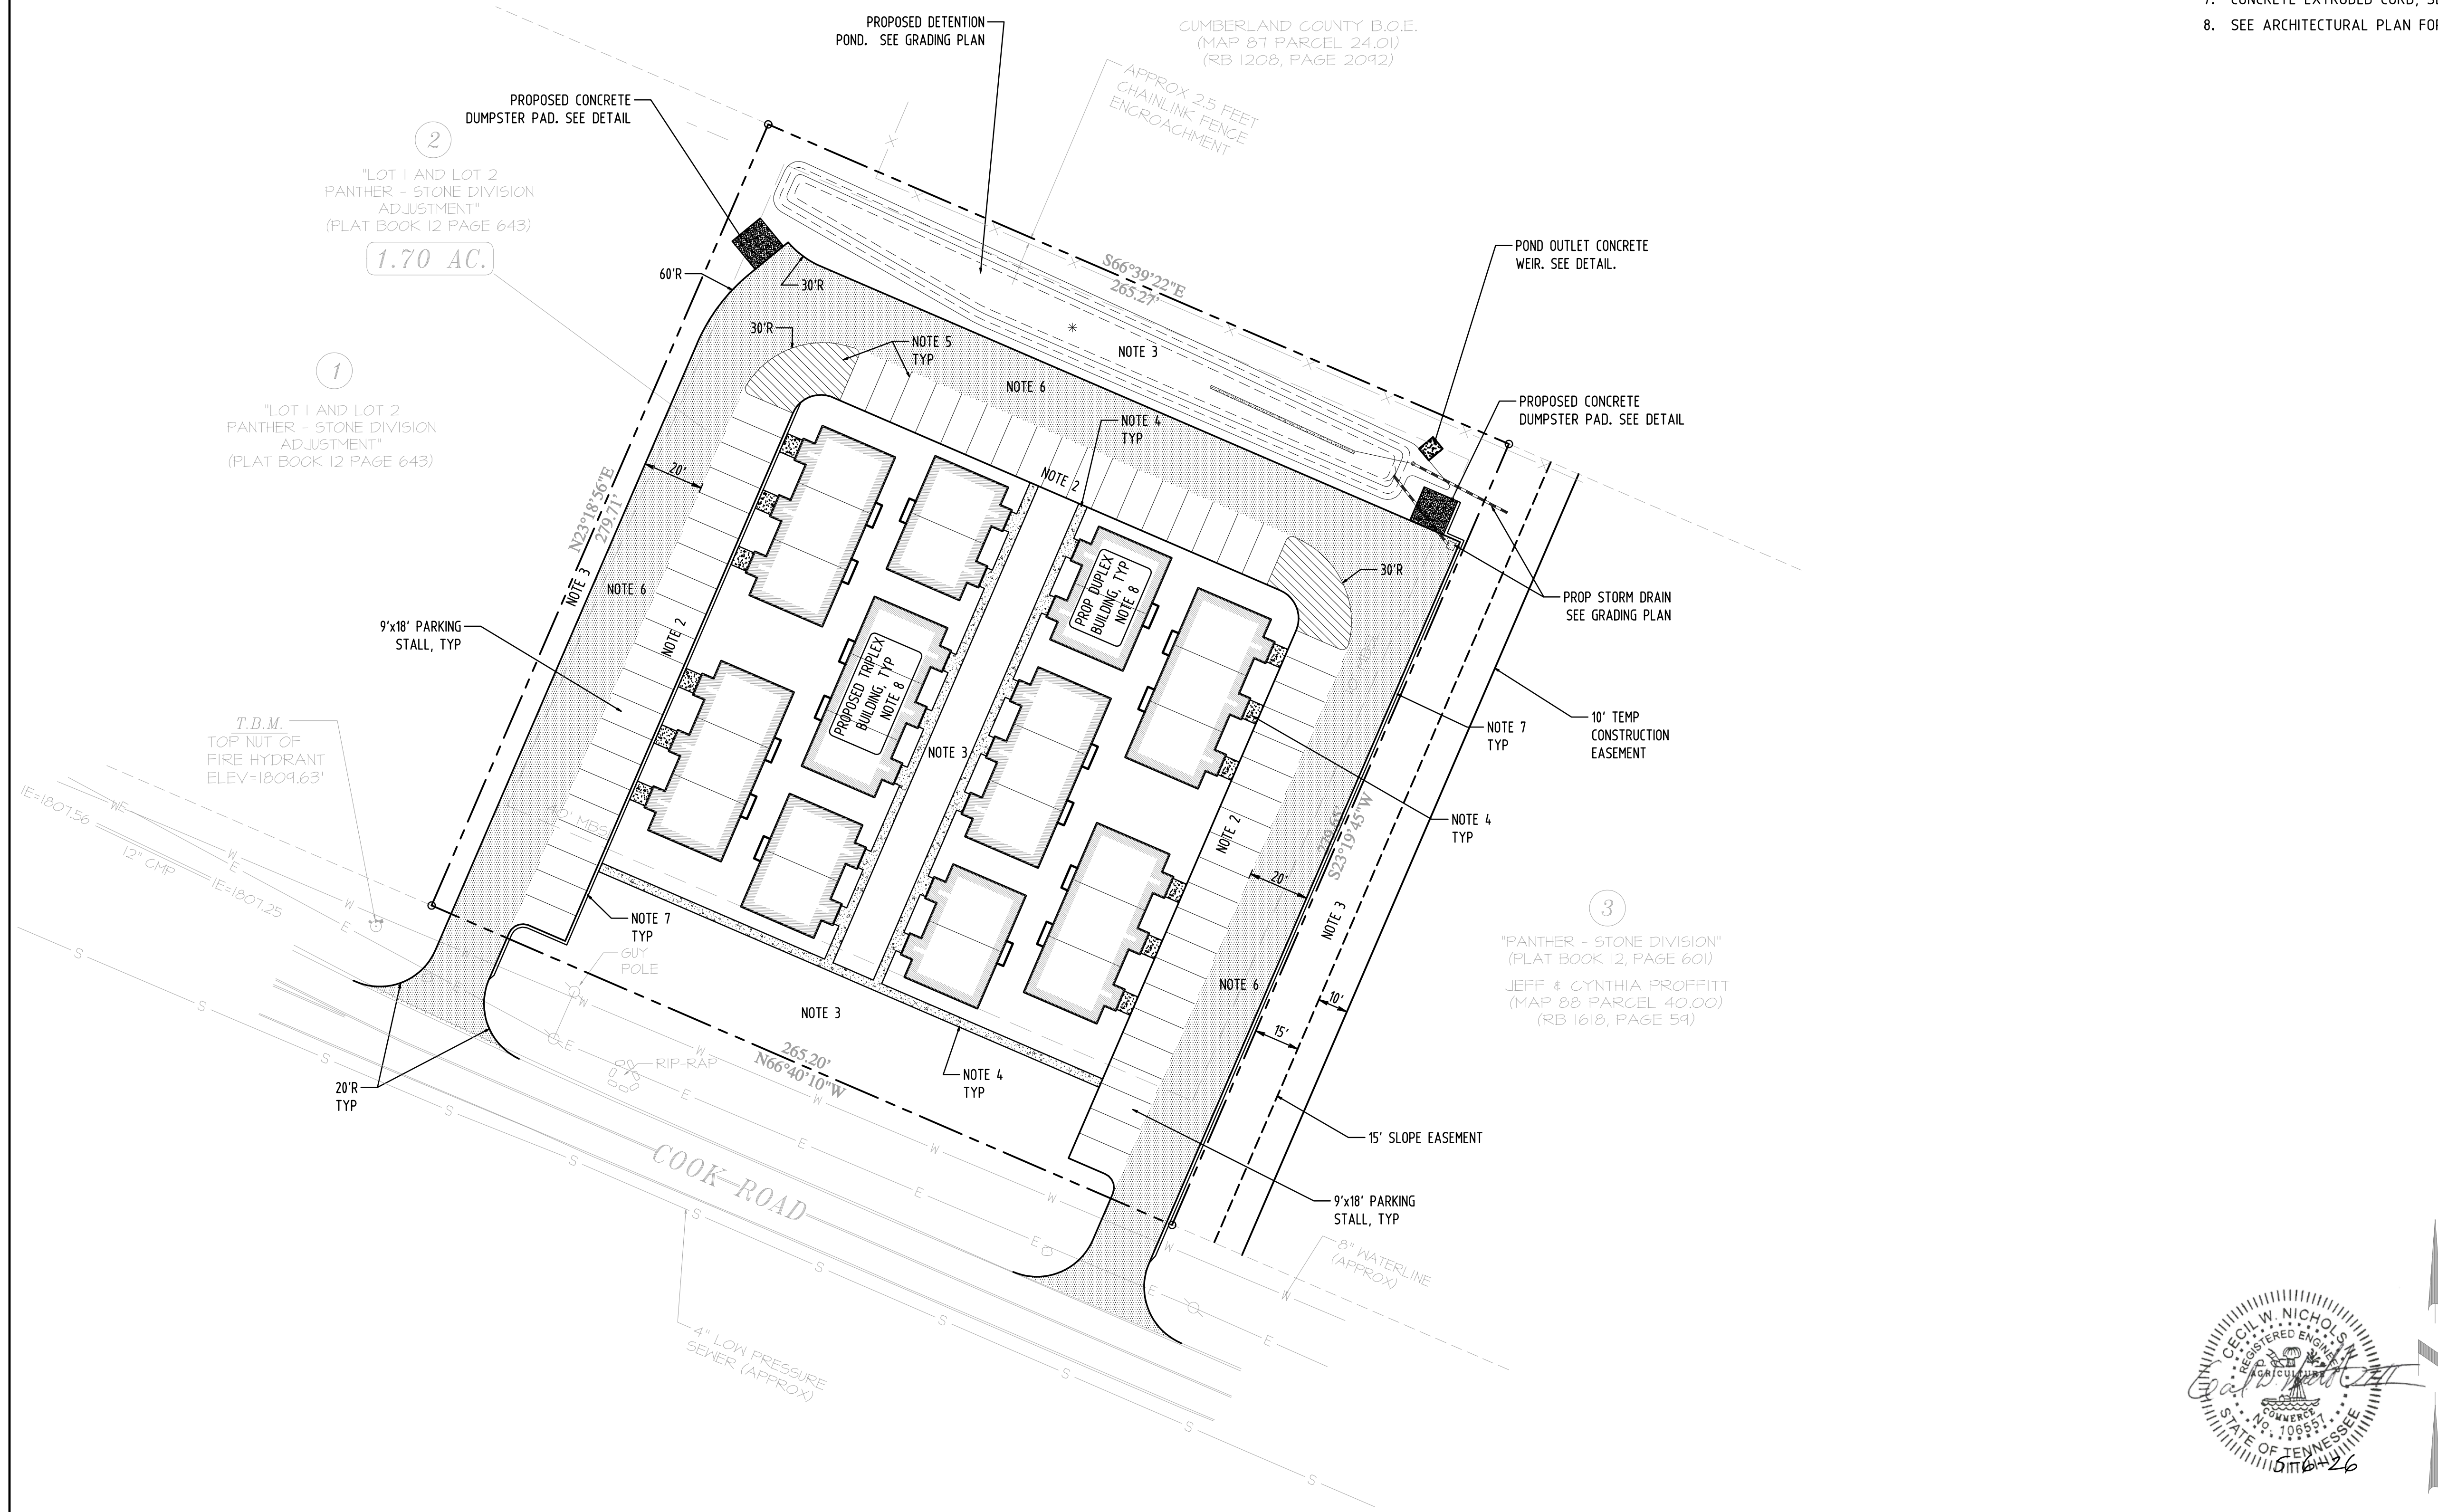 7. CONCRETE EXTRUDED CURB,
8. SEE ARCHITECTURAL PLAN
PROPOSED DETENTION
POND. SEE GRADING PLAN
CUMBERLAND COUNTY B.O.E.
(MAP 87 PARCEL 24.01)
(RB 1208, PAGE 2092)
APPROX 2.5 FEET
CHAINLINK FENCE
ENCROACHMENT
PROPOSED CONCRETE
DUMPSTER PAD. SEE DETAIL
2
"LOT 1 AND LOT 2
PANTHER - STONE DIVISION
ADJUSTMENT"
(PLAT BOOK 12 PAGE 643)
1.70 AC.
1
"LOT 1 AND LOT 2
PANTHER - STONE DIVISION
ADJUSTMENT"
(PLAT BOOK 12 PAGE 643)
60'R
30'R
30'R
NOTE 5
TYP
S66°39'22"E
265.27'
POND OUTLET CONCRETE
WEIR. SEE DETAIL.
NOTE 3
NOTE 6
PROPOSED CONCRETE
DUMPSTER PAD. SEE DETAIL
NOTE 4
TYP
NOTE 2
20'
N23°18'56"E
279.71'
NOTE 3
NOTE 6
NOTE 2
9'x18' PARKING
STALL, TYP
PROP DUPLEX
BUILDING, TYP
NOTE 8
30'R
PROP STORM DRAIN
SEE GRADING PLAN
PROPOSED TRIPLEX
BUILDING, TYP
NOTE 8
NOTE 3
10' MBSL
NOTE 7
TYP
10' TEMP
CONSTRUCTION
EASEMENT
T.B.M.
TOP NUT OF
FIRE HYDRANT
ELEV=1809.63'
IE=1807.56
12" CMP
IE=1807.25
40' MBSL
NOTE 2
279.65'
S23°19'45"W
NOTE 4
TYP
20'
NOTE 3
NOTE 7
TYP
GUY
POLE
NOTE 6
10'
15'
3
"PANTHER - STONE DIVISION"
(PLAT BOOK 12, PAGE 601)
JEFF & CYNTHIA PROFFITT
(MAP 88 PARCEL 40.00)
(RB 1618, PAGE 59)
NOTE 3
RIP-RAP
265.20'
N66°40'10"W
NOTE 4
TYP
20'R
TYP
15' SLOPE EASEMENT
COOK ROAD
9'x18' PARKING
STALL, TYP
8" WATERLINE
(APPROX)
4" LOW PRESSURE
SEWER (APPROX)
CECIL W. NICHOLS
REGISTERED ENGINEER
AGRICULTURE
COMMERCE
No. 106557
STATE OF TENNESSEE
5-6-26